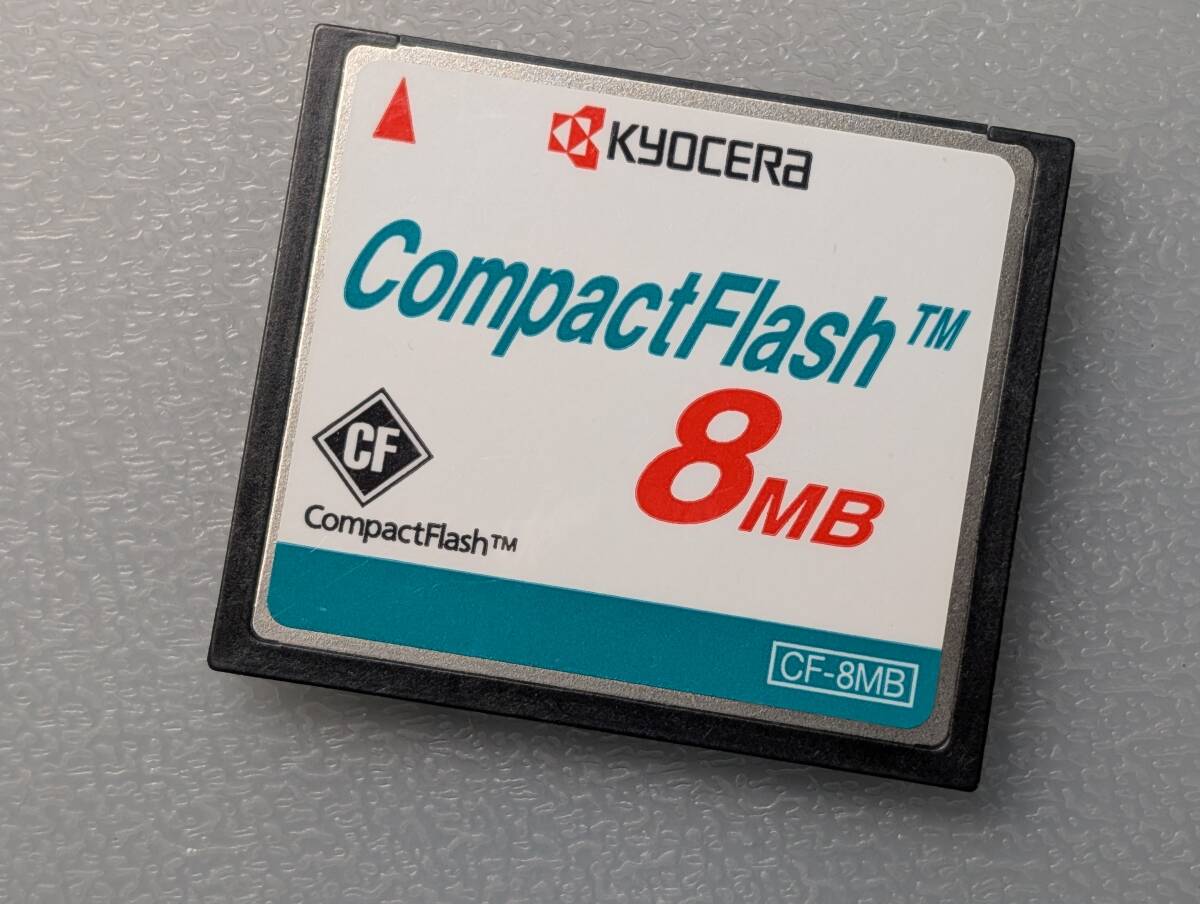 KYOCERA
CompactFlash™
8MB
CF
CompactFlash™
CF-8MB